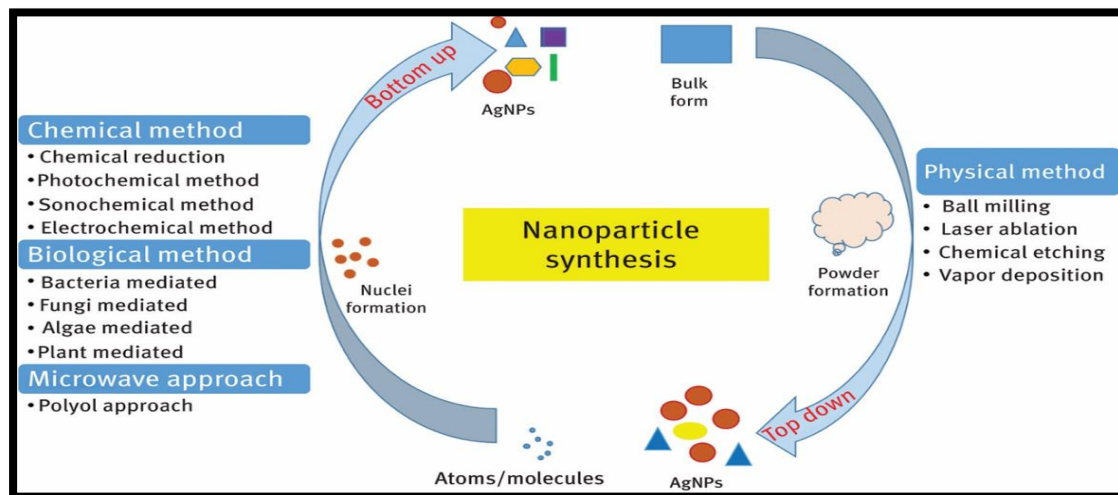 Bottom up
AgNPs
Bulk
form
Chemical method
• Chemical reduction
• Photochemical method
• Sonochemical method
• Electrochemical method
Biological method
• Bacteria mediated
• Fungi mediated
• Algae mediated
• Plant mediated
Microwave approach
• Polyol approach
Nuclei
formation
Nanoparticle
synthesis
Powder
formation
Physical method
• Ball milling
• Laser ablation
• Chemical etching
• Vapor deposition
Atoms/molecules
AgNPs
Top down